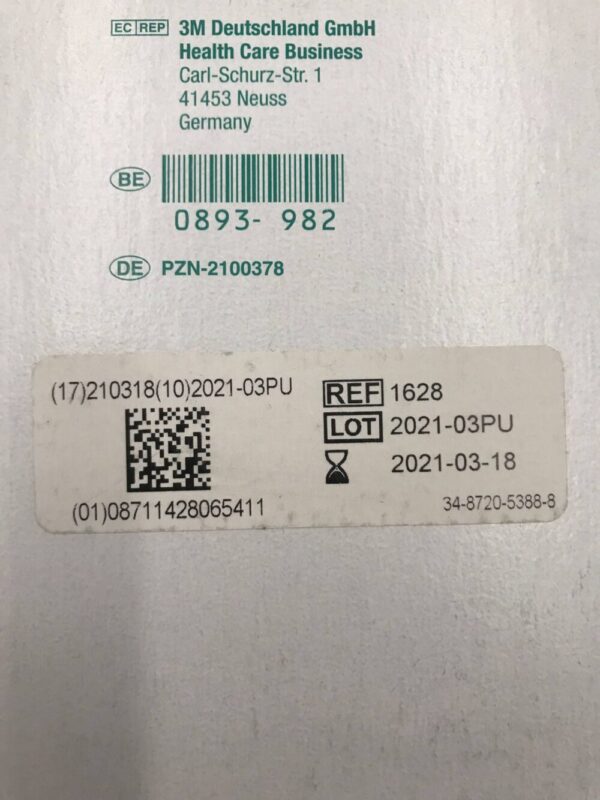 EC REP 3M Deutschland GmbH
Health Care Business
Carl-Schurz-Str. 1
41453 Neuss
Germany
BE
0893- 982
DE PZN-2100378
(17)210318(10)2021-03PU
REF 1628
LOT 2021-03PU
2021-03-18
(01)08711428065411
34-8720-5388-8